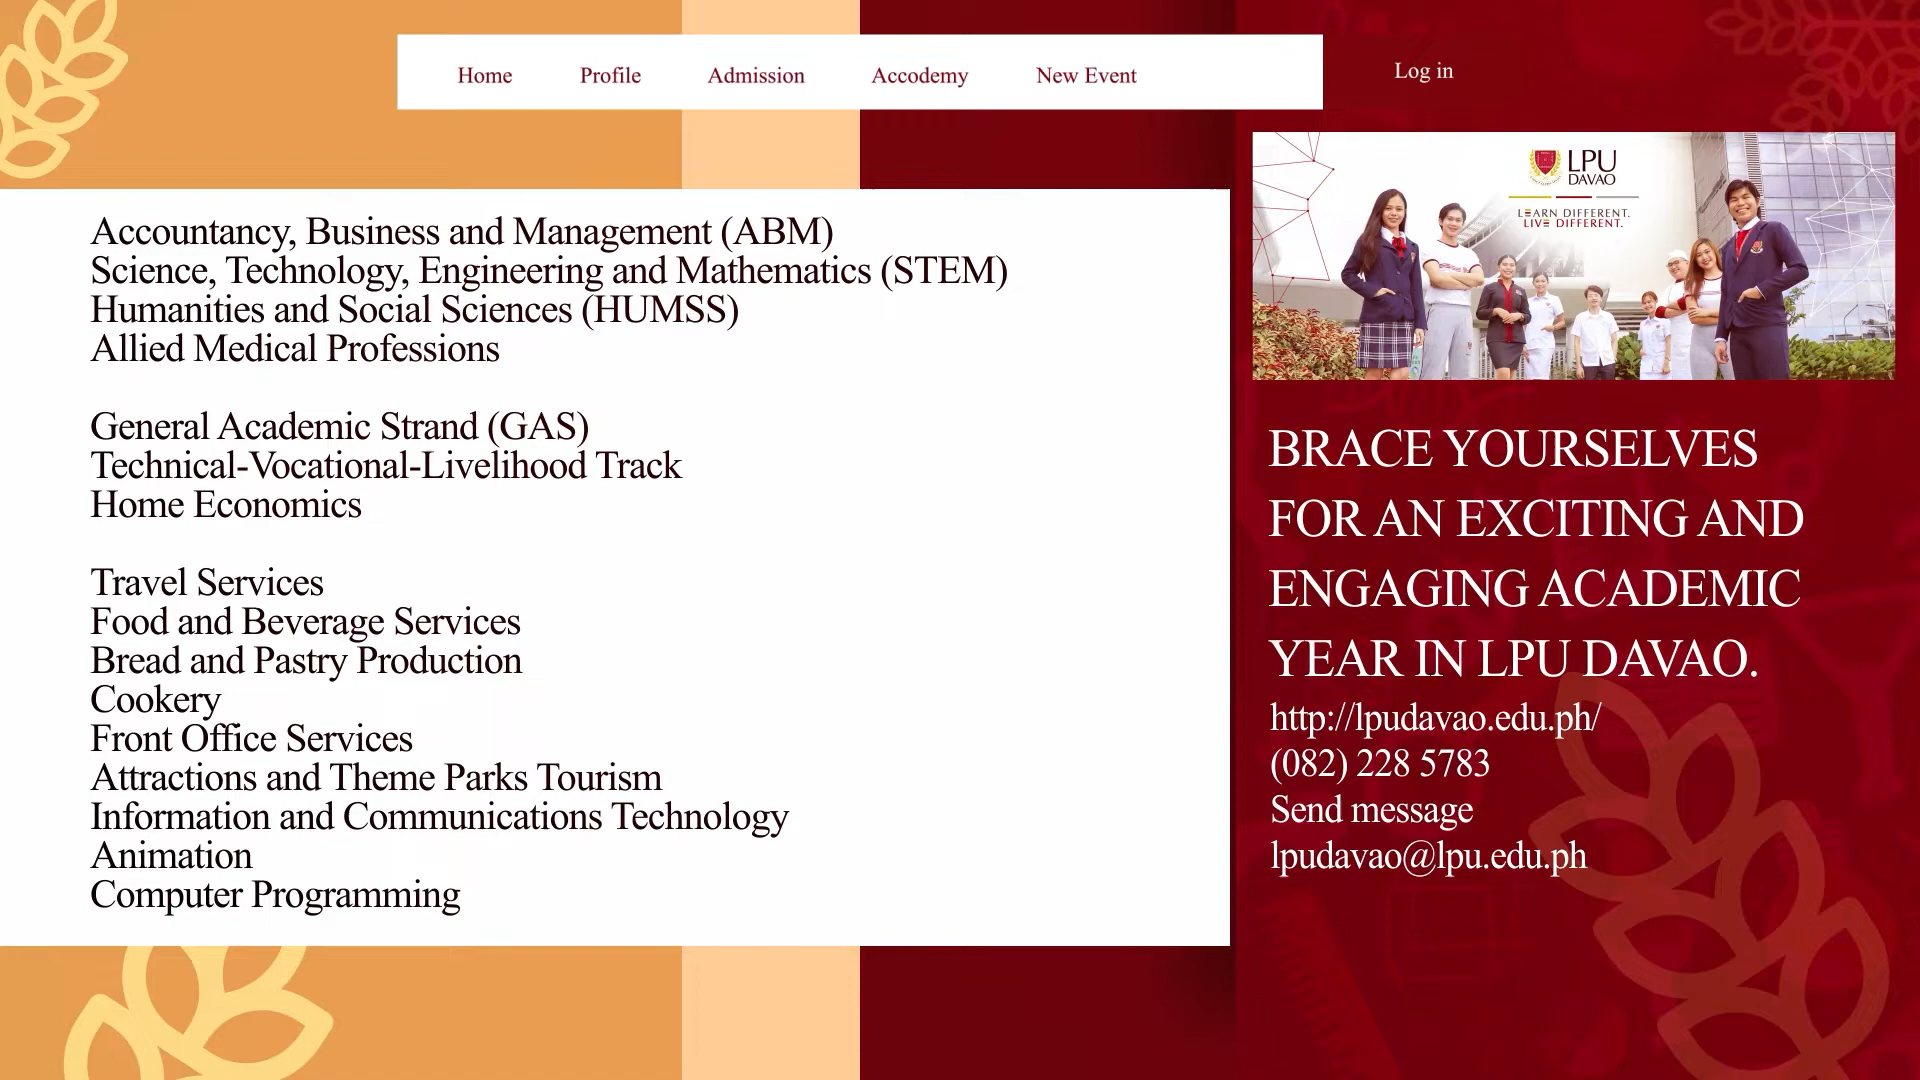 Home Profile Admission Accodemy New Event Log in
Accountancy, Business and Management (ABM)
Science, Technology, Engineering and Mathematics (STEM)
Humanities and Social Sciences (HUMSS)
Allied Medical Professions
General Academic Strand (GAS)
Technical-Vocational-Livelihood Track
Home Economics
Travel Services
Food and Beverage Services
Bread and Pastry Production
Cookery
Front Office Services
Attractions and Theme Parks Tourism
Information and Communications Technology
Animation
Computer Programming
LPU
DAVAO
LEARN DIFFERENT.
LIVE DIFFERENT.
BRACE YOURSELVES
FOR AN EXCITING AND
ENGAGING ACADEMIC
YEAR IN LPU DAVAO.
http://lpudavao.edu.ph/
(082) 228 5783
Send message
lpudavao@lpu.edu.ph